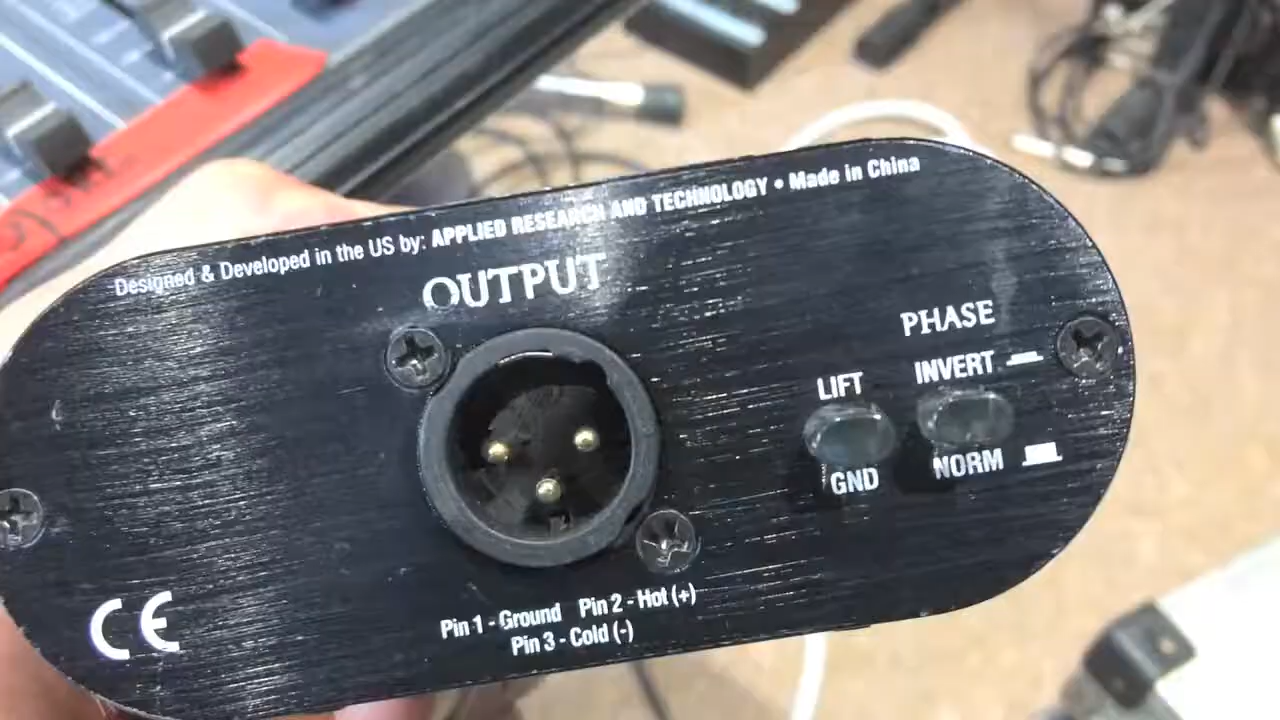 Designed & Developed in the US by: APPLIED RESEARCH AND TECHNOLOGY • Made in China
OUTPUT
PHASE
INVERT
LIFT
GND
NORM
Pin 1 - Ground Pin 2 - Hot (+)
Pin 3 - Cold (-)
CE